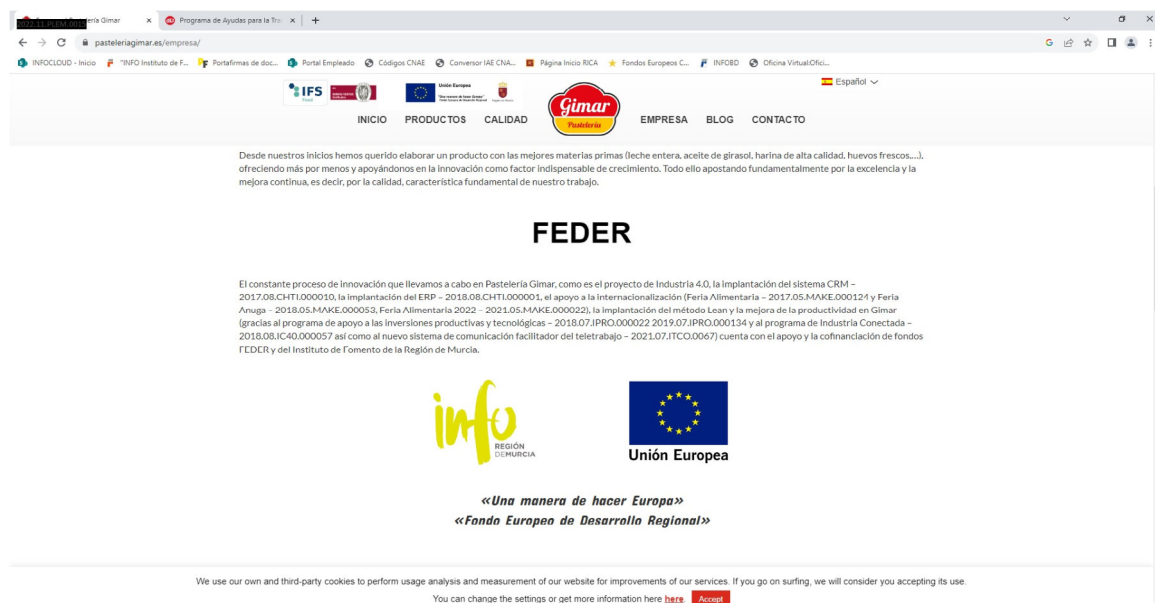 2022.11.PLEM.0015
ería Gimar
Programa de Ayudas para la Tra
pasteleriagimar.es/empresa/
INFOCLOUD - Inicio
"INFO Instituto de F...
Portafirmas de doc...
Portal Empleado
Códigos CNAE
Conversor IAE CNA...
Página Inicio RICA
Fondos Europeos C...
INFOBD
Oficina Virtual:Ofici...
IFS
Food
Unión Europea
"Una manera de hacer Europa"
Fondo Europeo de Desarrollo Regional
Español
INICIO PRODUCTOS CALIDAD
Gimar
Pastelería
EMPRESA BLOG CONTACTO
Desde nuestros inicios hemos querido elaborar un producto con las mejores materias primas (leche entera, aceite de girasol, harina de alta calidad, huevos frescos,…),
ofreciendo más por menos y apoyándonos en la innovación como factor indispensable de crecimiento. Todo ello apostando fundamentalmente por la excelencia y la
mejora continua, es decir, por la calidad, característica fundamental de nuestro trabajo.
FEDER
El constante proceso de innovación que llevamos a cabo en Pastelería Gimar, como es el proyecto de Industria 4.0, la implantación del sistema CRM –
2017.08.CHTI.000010, la implantación del ERP – 2018.08.CHTI.000001, el apoyo a la internacionalización (Feria Alimentaria – 2017.05.MAKE.000124 y Feria
Anuga – 2018.05.MAKE.000053, Feria Alimentaria 2022 – 2021.05.MAKE.000022), la implantación del método Lean y la mejora de la productividad en Gimar
(gracias al programa de apoyo a las inversiones productivas y tecnológicas – 2018.07.IPRO.000022 2019.07.IPRO.000134 y al programa de Industria Conectada –
2018.08.IC40.000057 así como al nuevo sistema de comunicación facilitador del teletrabajo – 2021.07.ITCO.0067) cuenta con el apoyo y la cofinanciación de fondos
FEDER y del Instituto de Fomento de la Región de Murcia.
info
REGIÓN
DEMURCIA
Unión Europea
«Una manera de hacer Europa»
«Fondo Europeo de Desarrollo Regional»
We use our own and third-party cookies to perform usage analysis and measurement of our website for improvements of our services. If you go on surfing, we will consider you accepting its use.
You can change the settings or get more information here here. Accept